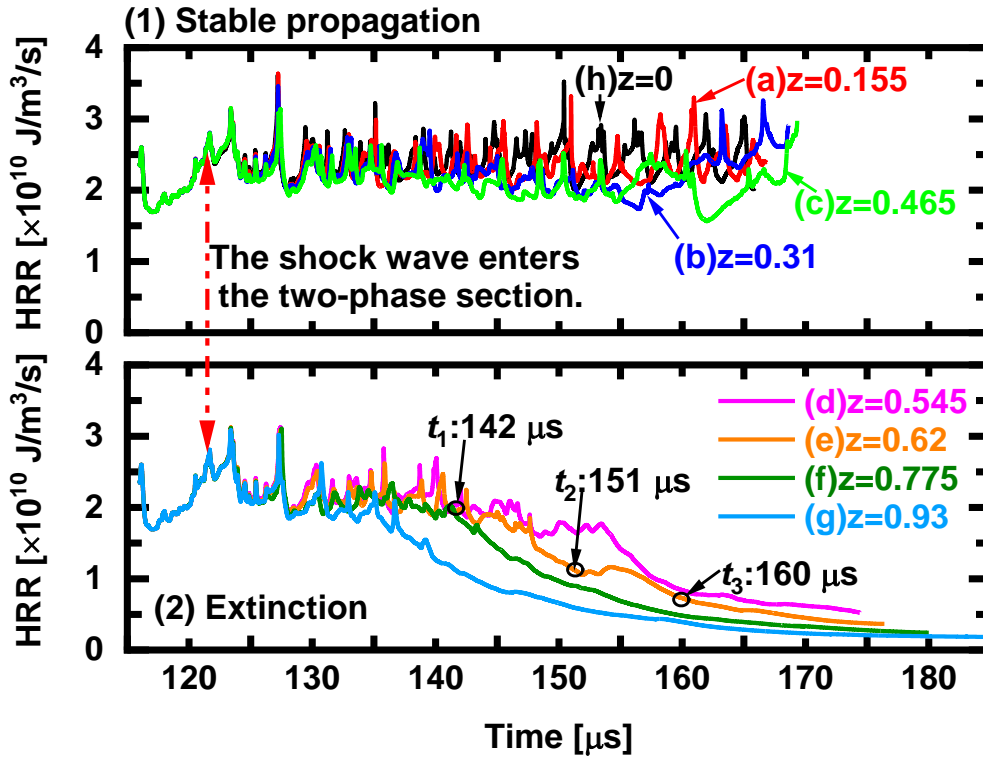 (1) Stable propagation
4
3
2
1
0
HRR [×10¹⁰ J/m³/s]
(h)z=0
(a)z=0.155
(c)z=0.465
(b)z=0.31
The shock wave enters
the two-phase section.
4
3
2
1
0
HRR [×10¹⁰ J/m³/s]
(d)z=0.545
(e)z=0.62
(f)z=0.775
(g)z=0.93
t₁:142 μs
t₂:151 μs
t₃:160 μs
(2) Extinction
120 130 140 150 160 170 180
Time [μs]